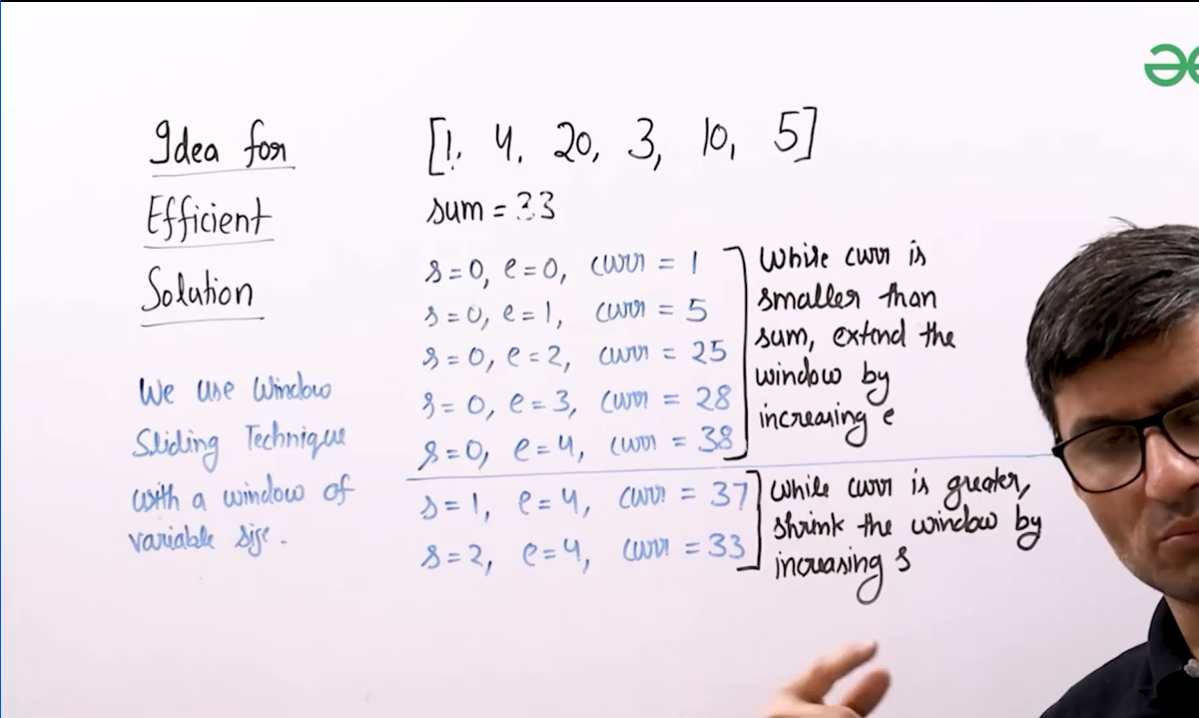 Idea for
Efficient
Solution
We use Window
Sliding Technique
with a window of
variable size.
[1, 4, 20, 3, 10, 5]
sum = 33
s=0, e=0, curr = 1
s=0, e=1, curr = 5
s=0, e=2, curr = 25
s=0, e=3, curr = 28
s=0, e=4, curr = 38
While curr is
smaller than
sum, extend the
window by
increasing e
s=1, e=4, curr = 37
s=2, e=4, curr = 33
While curr is greater,
shrink the window by
increasing s